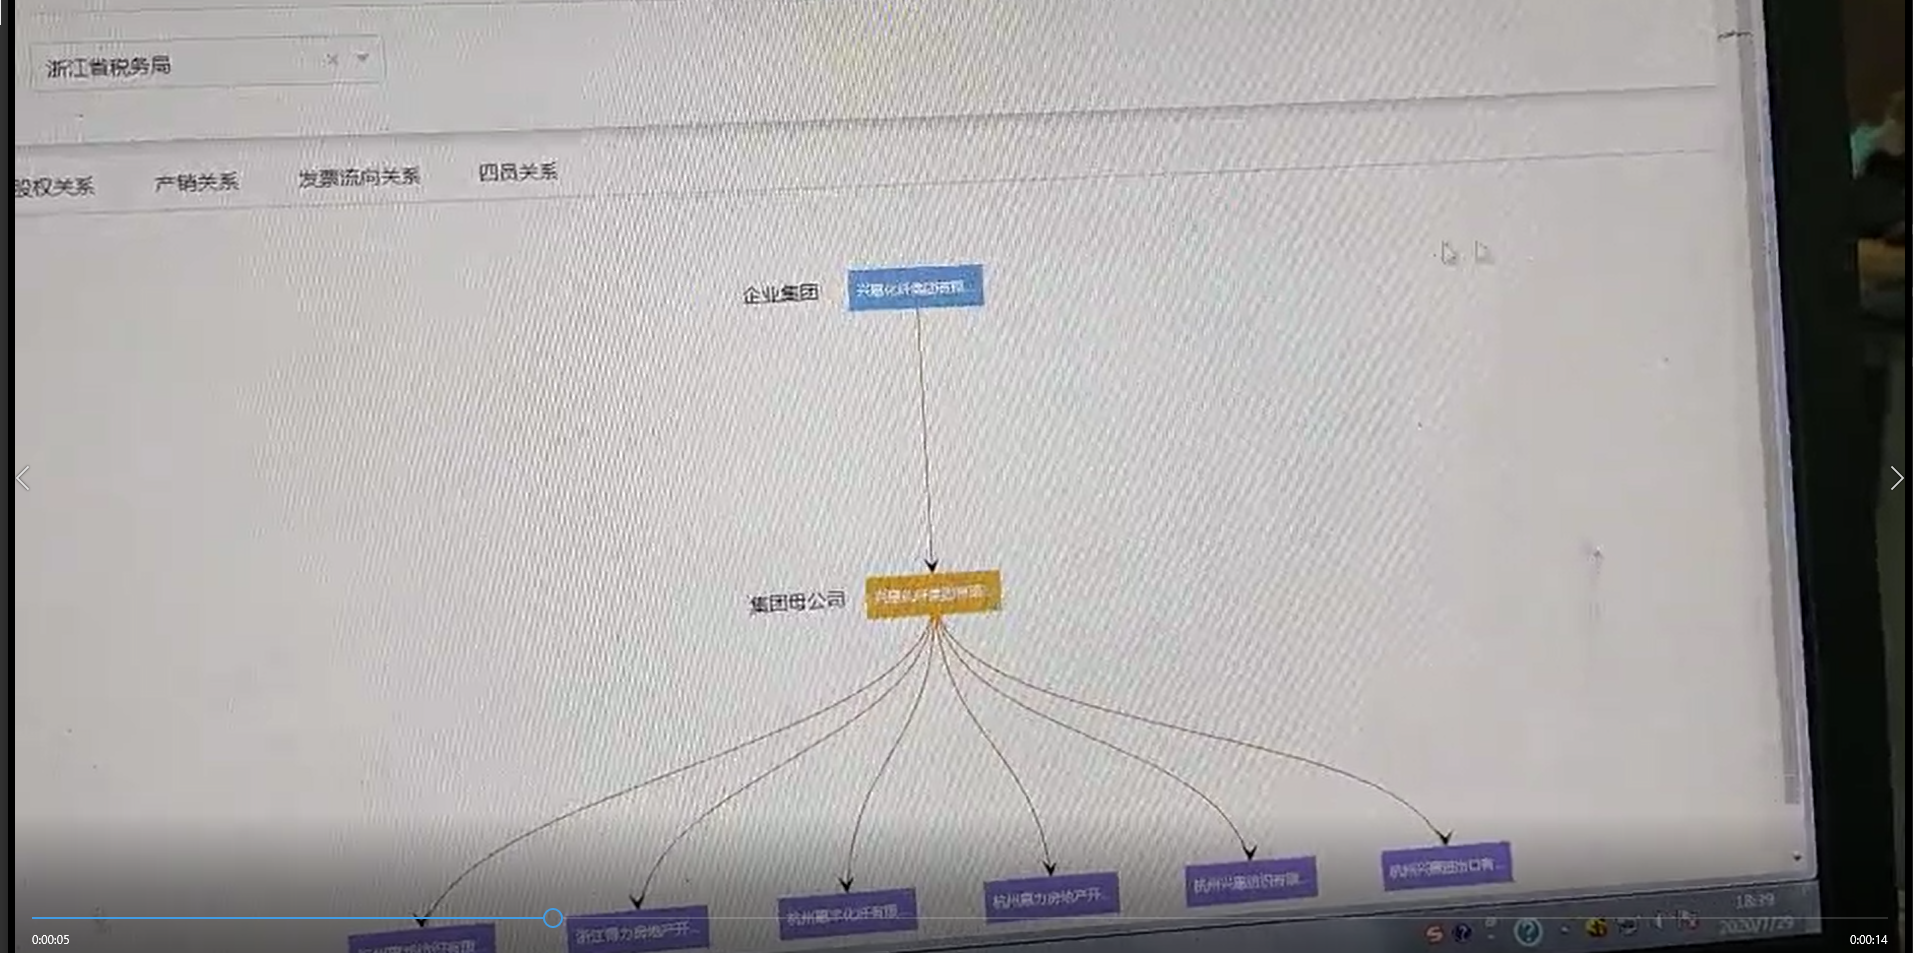 浙江省税务局
股权关系
产销关系
发票流向关系
四员关系
企业集团
兴惠化纤集团有限...
集团母公司
兴惠化纤集团有限...
浙江得力房地产开...
杭州惠丰化纤有限...
杭州惠力房地产开...
杭州兴惠纺织有限...
杭州兴惠进出口有...
18:39
2020/7/29
0:00:05
0:00:14